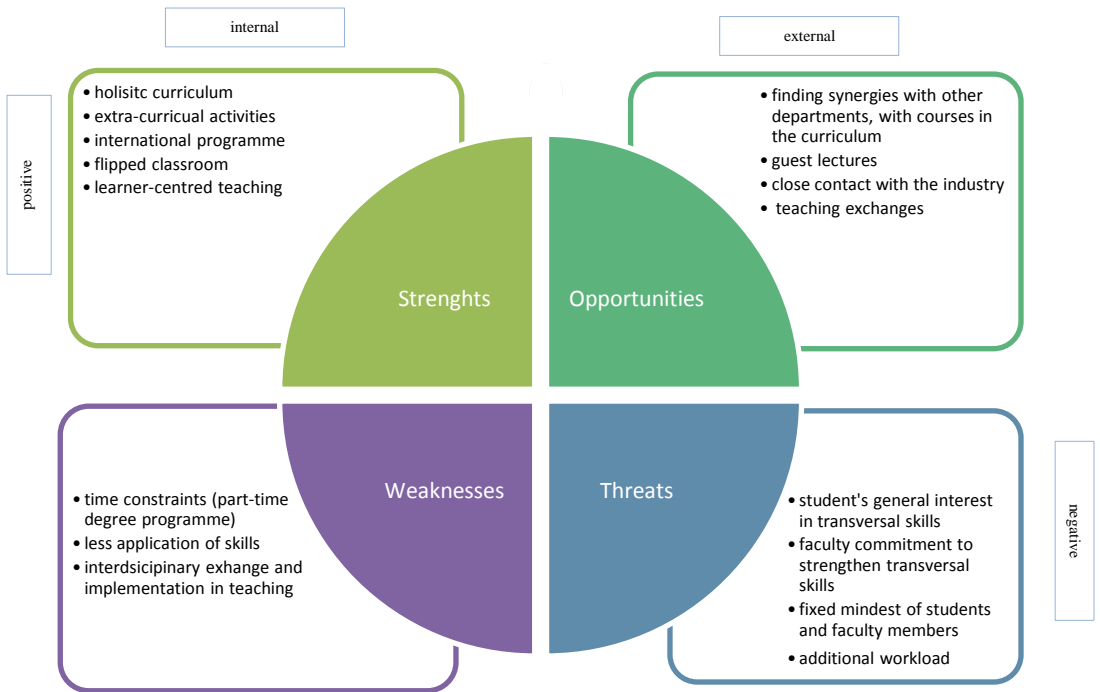 internal
external
positive
• holisitc curriculum
• extra-curricual activities
• international programme
• flipped classroom
• learner-centred teaching
• finding synergies with other
departments, with courses in
the curriculum
• guest lectures
• close contact with the industry
• teaching exchanges
Strenghts
Opportunities
Weaknesses
Threats
• time constraints (part-time
degree programme)
• less application of skills
• interdsicipinary exhange and
implementation in teaching
• student's general interest
in transversal skills
• faculty commitment to
strengthen transversal
skills
• fixed mindest of students
and faculty members
• additional workload
negative